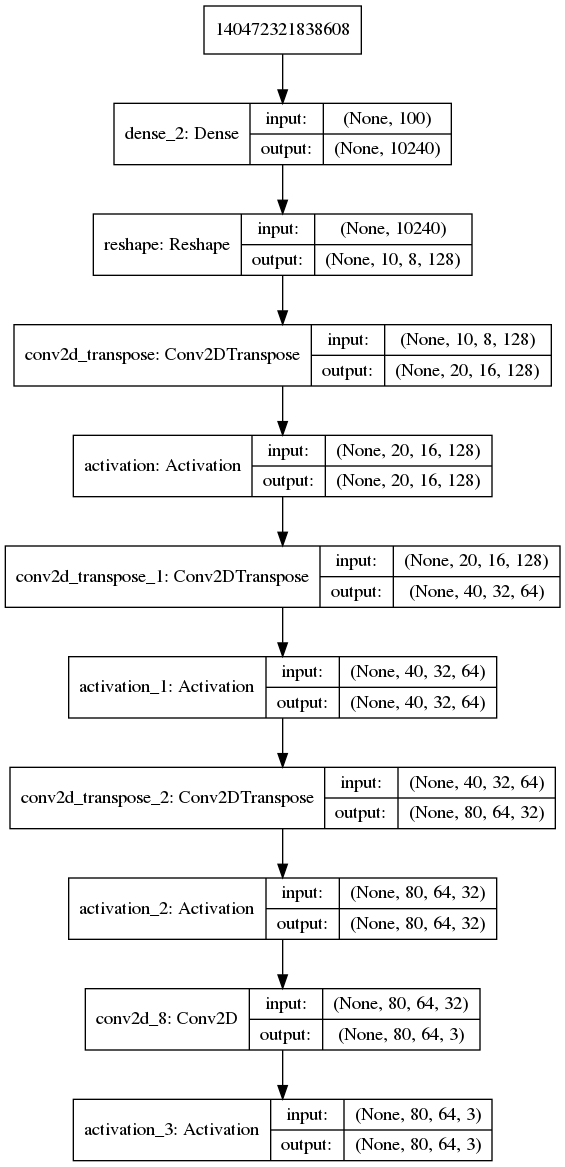 140472321838608
dense_2: Dense
input: (None, 100)
output: (None, 10240)
reshape: Reshape
input: (None, 10240)
output: (None, 10, 8, 128)
conv2d_transpose: Conv2DTranspose
input: (None, 10, 8, 128)
output: (None, 20, 16, 128)
activation: Activation
input: (None, 20, 16, 128)
output: (None, 20, 16, 128)
conv2d_transpose_1: Conv2DTranspose
input: (None, 20, 16, 128)
output: (None, 40, 32, 64)
activation_1: Activation
input: (None, 40, 32, 64)
output: (None, 40, 32, 64)
conv2d_transpose_2: Conv2DTranspose
input: (None, 40, 32, 64)
output: (None, 80, 64, 32)
activation_2: Activation
input: (None, 80, 64, 32)
output: (None, 80, 64, 32)
conv2d_8: Conv2D
input: (None, 80, 64, 32)
output: (None, 80, 64, 3)
activation_3: Activation
input: (None, 80, 64, 3)
output: (None, 80, 64, 3)